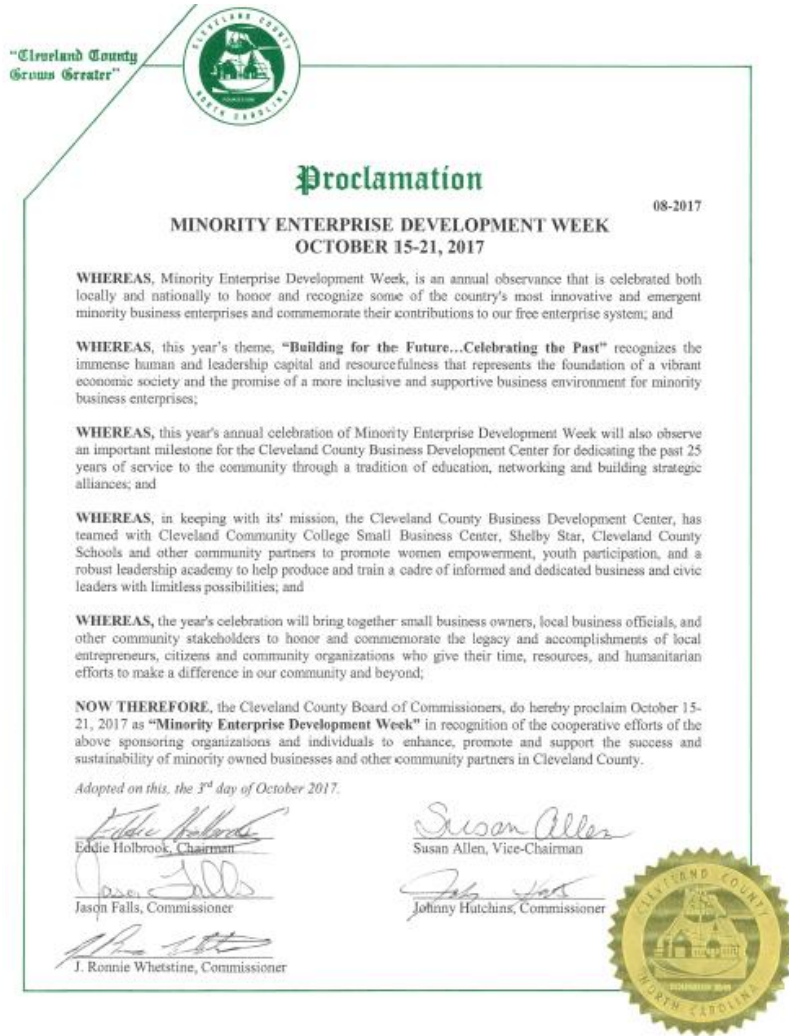 "Cleveland County
Grows Greater"
CLEVELAND COUNTY
NORTH CAROLINA
Proclamation
08-2017
MINORITY ENTERPRISE DEVELOPMENT WEEK
OCTOBER 15-21, 2017
WHEREAS, Minority Enterprise Development Week, is an annual observance that is celebrated both
locally and nationally to honor and recognize some of the country's most innovative and emergent
minority business enterprises and commemorate their contributions to our free enterprise system; and
WHEREAS, this year's theme, "Building for the Future...Celebrating the Past" recognizes the
immense human and leadership capital and resourcefulness that represents the foundation of a vibrant
economic society and the promise of a more inclusive and supportive business environment for minority
business enterprises;
WHEREAS, this year's annual celebration of Minority Enterprise Development Week will also observe
an important milestone for the Cleveland County Business Development Center for dedicating the past 25
years of service to the community through a tradition of education, networking and building strategic
alliances; and
WHEREAS, in keeping with its' mission, the Cleveland County Business Development Center, has
teamed with Cleveland Community College Small Business Center, Shelby Star, Cleveland County
Schools and other community partners to promote women empowerment, youth participation, and a
robust leadership academy to help produce and train a cadre of informed and dedicated business and civic
leaders with limitless possibilities; and
WHEREAS, the year's celebration will bring together small business owners, local business officials, and
other community stakeholders to honor and commemorate the legacy and accomplishments of local
entrepreneurs, citizens and community organizations who give their time, resources, and humanitarian
efforts to make a difference in our community and beyond;
NOW THEREFORE, the Cleveland County Board of Commissioners, do hereby proclaim October 15-
21, 2017 as "Minority Enterprise Development Week" in recognition of the cooperative efforts of the
above sponsoring organizations and individuals to enhance, promote and support the success and
sustainability of minority owned businesses and other community partners in Cleveland County.
Adopted on this, the 3rd day of October 2017.
Eddie Holbrook
Susan Allen
Eddie Holbrook, Chairman
Susan Allen, Vice-Chairman
Jason Falls
Jason Falls, Commissioner
Johnny Hutchins, Commissioner
J. Ronnie Whetstine, Commissioner
CLEVELAND COUNTY
NORTH CAROLINA